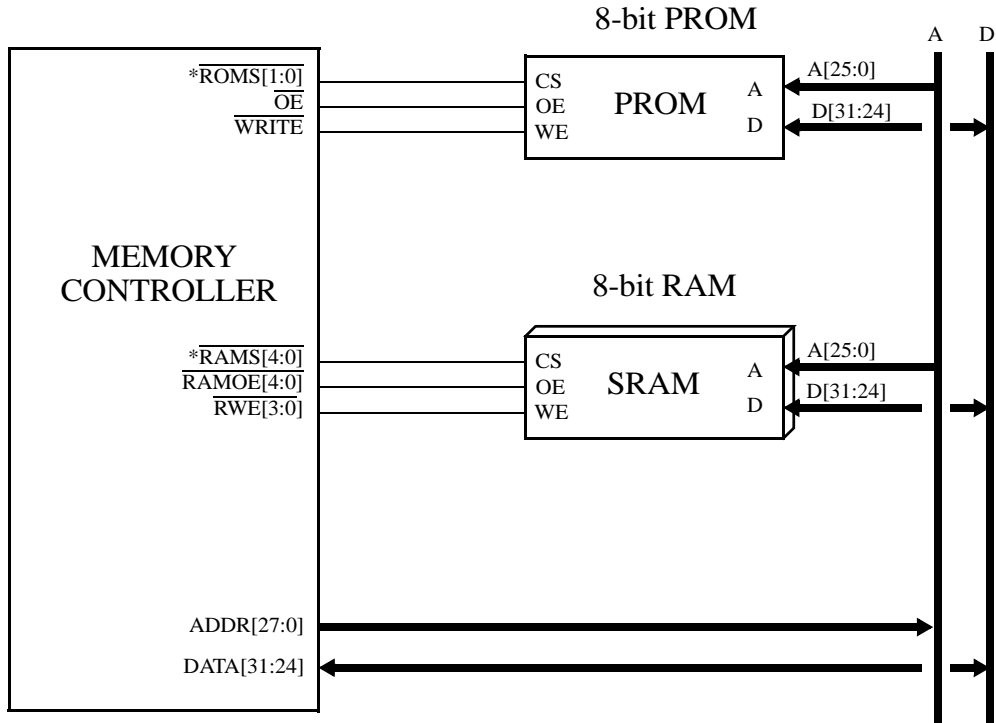 8-bit PROM
A D
*ROMS[1:0]
OE
WRITE
CS
OE
WE
PROM
A
D
A[25:0]
D[31:24]
MEMORY
CONTROLLER
8-bit RAM
*RAMS[4:0]
RAMOE[4:0]
RWE[3:0]
CS
OE
WE
SRAM
A
D
A[25:0]
D[31:24]
ADDR[27:0]
DATA[31:24]